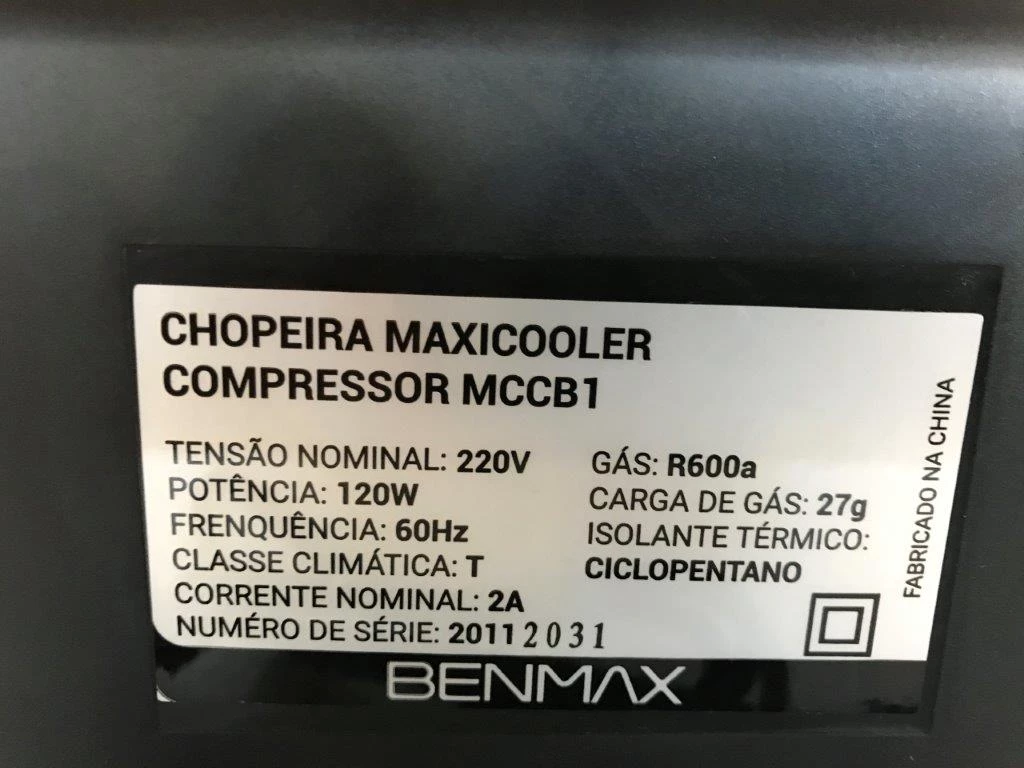 CHOPEIRA MAXICOOLER
COMPRESSOR MCCB1
TENSÃO NOMINAL: 220V
POTÊNCIA: 120W
FRENQUÊNCIA: 60Hz
CLASSE CLIMÁTICA: T
CORRENTE NOMINAL: 2A
NUMÉRO DE SÉRIE: 20112031
GÁS: R600a
CARGA DE GÁS: 27g
ISOLANTE TÉRMICO:
CICLOPENTANO
FABRICADO NA CHINA
BENMAX